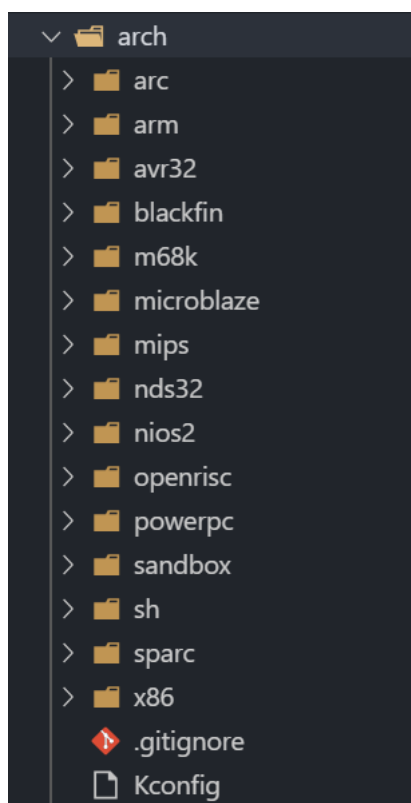 arch
arc
arm
avr32
blackfin
m68k
microblaze
mips
nds32
nios2
openrisc
powerpc
sandbox
sh
sparc
x86
.gitignore
Kconfig